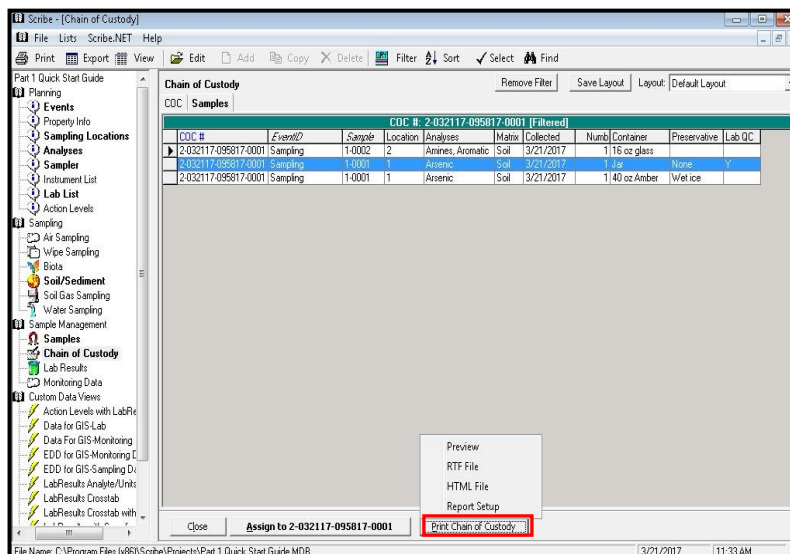 Scribe - [Chain of Custody]
File Lists Scribe.NET Help
Print Export View Edit Add Copy Delete Filter Sort Select Find
Part 1 Quick Start Guide
Planning
Events
Property Info
Sampling Locations
Analyses
Sampler
Instrument List
Lab List
Action Levels
Sampling
Air Sampling
Wipe Sampling
Biota
Soil/Sediment
Soil Gas Sampling
Water Sampling
Sample Management
Samples
Chain of Custody
Lab Results
Monitoring Data
Custom Data Views
Action Levels with LabRe
Data for GIS-Lab
Data For GIS-Monitoring
EDD for GIS-Monitoring D
EDD for GIS-Sampling Da
LabResults Analyte/Units
LabResults Crosstab
LabResults Crosstab with
Chain of Custody
Remove Filter Save Layout Layout: Default Layout
COC Samples
COC #: 2-032117-095817-0001 [Filtered]
COC # EventID Sample Location Analyses Matrix Collected Numb Container Preservative Lab QC
2-032117-095817-0001 Sampling 1-0002 2 Amines, Aromatic Soil 3/21/2017 1 16 oz glass
2-032117-095817-0001 Sampling 1-0001 1 Arsenic Soil 3/21/2017 1 Jar None Y
2-032117-095817-0001 Sampling 1-0001 1 Arsenic Soil 3/21/2017 1 40 oz Amber Wet ice
Preview
RTF File
HTML File
Report Setup
Close Assign to 2-032117-095817-0001 Print Chain of Custody
File Name: C:\Program Files (x86)\Scribe\Projects\Part 1 Quick Start Guide.MDB 3/21/2017 11:33 AM